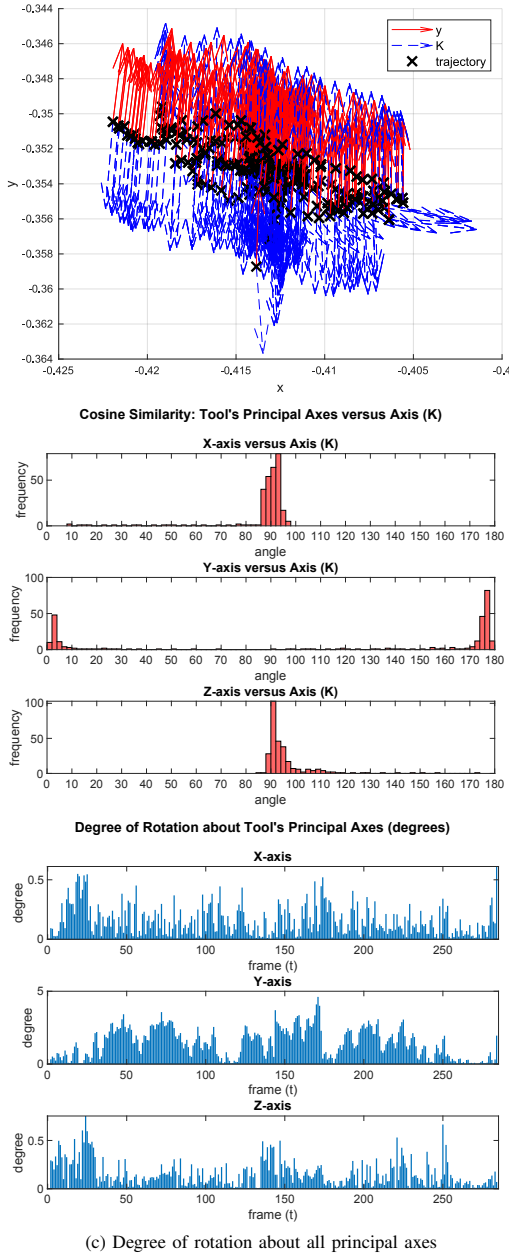 -0.344
-0.346
-0.348
-0.35
-0.352
-0.354
-0.356
-0.358
-0.36
-0.362
-0.364
y
y
K
trajectory
-0.425 -0.42 -0.415 -0.41 -0.405 -0.4
x
Cosine Similarity: Tool's Principal Axes versus Axis (K)
X-axis versus Axis (K)
frequency
50
0
0 10 20 30 40 50 60 70 80 90 100 110 120 130 140 150 160 170 180
angle
Y-axis versus Axis (K)
frequency
100
50
0
0 10 20 30 40 50 60 70 80 90 100 110 120 130 140 150 160 170 180
angle
Z-axis versus Axis (K)
frequency
100
50
0
0 10 20 30 40 50 60 70 80 90 100 110 120 130 140 150 160 170 180
angle
Degree of Rotation about Tool's Principal Axes (degrees)
X-axis
degree
0.5
0
0 50 100 150 200 250
frame (t)
Y-axis
degree
5
0
0 50 100 150 200 250
frame (t)
Z-axis
degree
0.5
0
0 50 100 150 200 250
frame (t)
(c) Degree of rotation about all principal axes